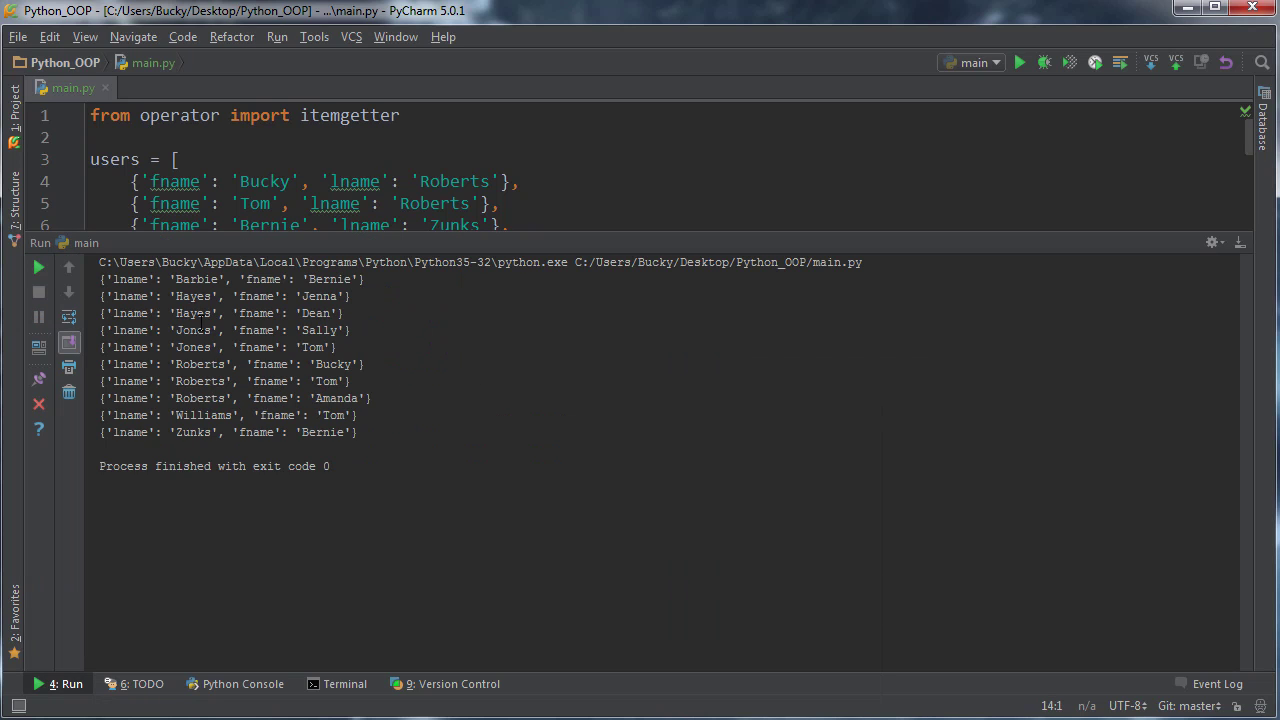 Python_OOP - [C:/Users/Bucky/Desktop/Python_OOP] - ...\main.py - PyCharm 5.0.1
File Edit View Navigate Code Refactor Run Tools VCS Window Help
Python_OOP main.py main VCS VCS
1: Project
7: Structure
2: Favorites
Database
main.py
1 from operator import itemgetter
2
3 users = [
4 {'fname': 'Bucky', 'lname': 'Roberts'},
5 {'fname': 'Tom', 'lname': 'Roberts'},
6 {'fname': 'Bernie', 'lname': 'Zunks'},
Run main
C:\Users\Bucky\AppData\Local\Programs\Python\Python35-32\python.exe C:/Users/Bucky/Desktop/Python_OOP/main.py
{'lname': 'Barbie', 'fname': 'Bernie'}
{'lname': 'Hayes', 'fname': 'Jenna'}
{'lname': 'Hayes', 'fname': 'Dean'}
{'lname': 'Jones', 'fname': 'Sally'}
{'lname': 'Jones', 'fname': 'Tom'}
{'lname': 'Roberts', 'fname': 'Bucky'}
{'lname': 'Roberts', 'fname': 'Tom'}
{'lname': 'Roberts', 'fname': 'Amanda'}
{'lname': 'Williams', 'fname': 'Tom'}
{'lname': 'Zunks', 'fname': 'Bernie'}
Process finished with exit code 0
4: Run 6: TODO Python Console Terminal 9: Version Control Event Log
14:1 n/a UTF-8 Git: master